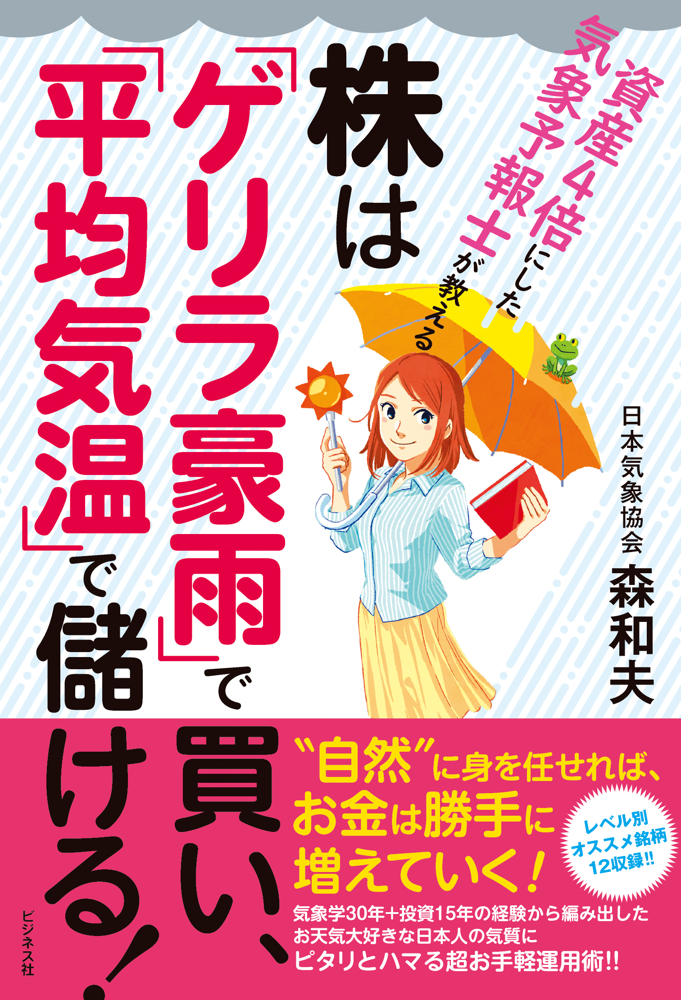 資産4倍にした
気象予報士が教える
株は
「ゲリラ豪雨」で買い、
「平均気温」で儲ける!
日本気象協会 森和夫
〝自然〟に身を任せれば、
お金は勝手に
増えていく!
レベル別
オススメ銘柄
12収録!!
気象学30年+投資15年の経験から編み出した
お天気大好きな日本人の気質に
ピタリとハマる超お手軽運用術!!
ビジネス社